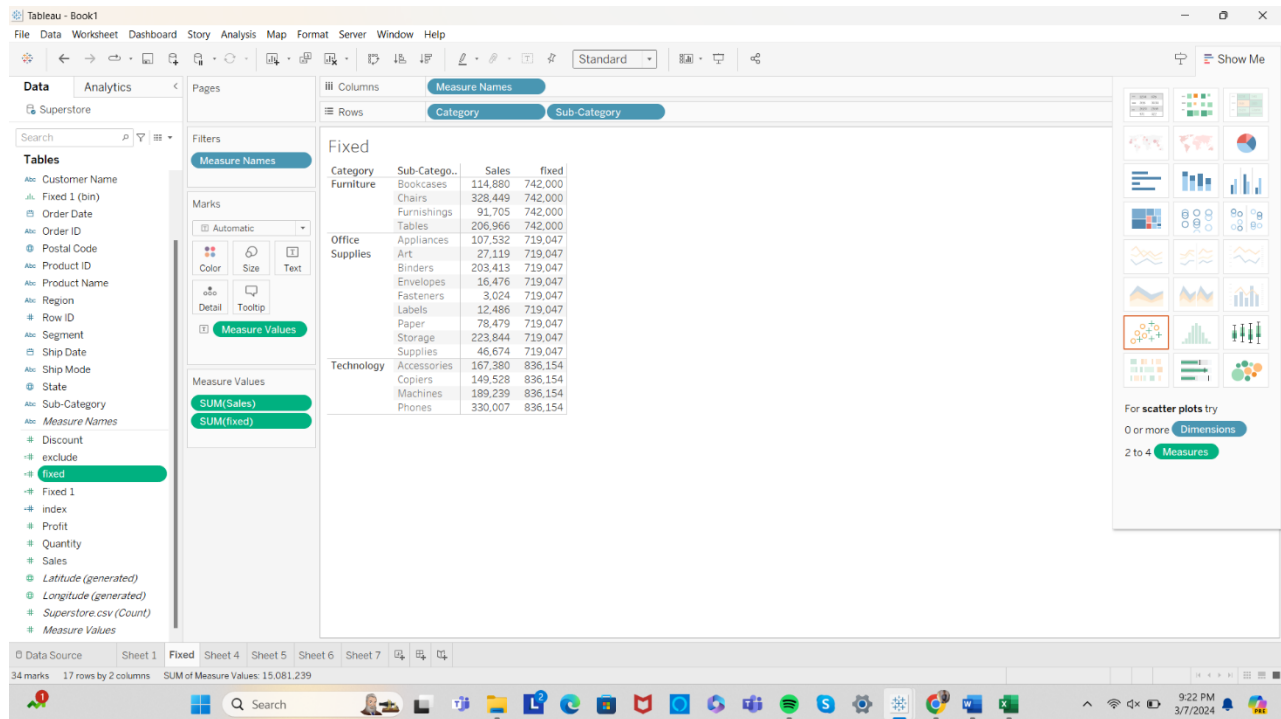 Tableau - Book1
File Data Worksheet Dashboard Story Analysis Map Format Server Window Help
Standard
Show Me
Data Analytics
Superstore
Search
Tables
Abc Customer Name
Fixed 1 (bin)
Order Date
Abc Order ID
Postal Code
Abc Product ID
Abc Product Name
Abc Region
# Row ID
Abc Segment
Ship Date
Abc Ship Mode
State
Abc Sub-Category
Abc Measure Names
# Discount
=# exclude
=# fixed
=# Fixed 1
=# index
# Profit
# Quantity
# Sales
Latitude (generated)
Longitude (generated)
# Superstore.csv (Count)
# Measure Values
Pages
Filters
Measure Names
Marks
Automatic
Color Size Text
Detail Tooltip
Measure Values
Measure Values
SUM(Sales)
SUM(fixed)
Columns Measure Names
Rows Category Sub-Category
Fixed
Category Sub-Catego.. Sales fixed
Furniture Bookcases 114,880 742,000
Chairs 328,449 742,000
Furnishings 91,705 742,000
Tables 206,966 742,000
Office Appliances 107,532 719,047
Supplies Art 27,119 719,047
Binders 203,413 719,047
Envelopes 16,476 719,047
Fasteners 3,024 719,047
Labels 12,486 719,047
Paper 78,479 719,047
Storage 223,844 719,047
Supplies 46,674 719,047
Technology Accessories 167,380 836,154
Copiers 149,528 836,154
Machines 189,239 836,154
Phones 330,007 836,154
For scatter plots try
0 or more Dimensions
2 to 4 Measures
Data Source Sheet 1 Fixed Sheet 4 Sheet 5 Sheet 6 Sheet 7
34 marks 17 rows by 2 columns SUM of Measure Values: 15,081,239
1
Search
L 2
S
W
X
9:22 PM
3/7/2024
PRE